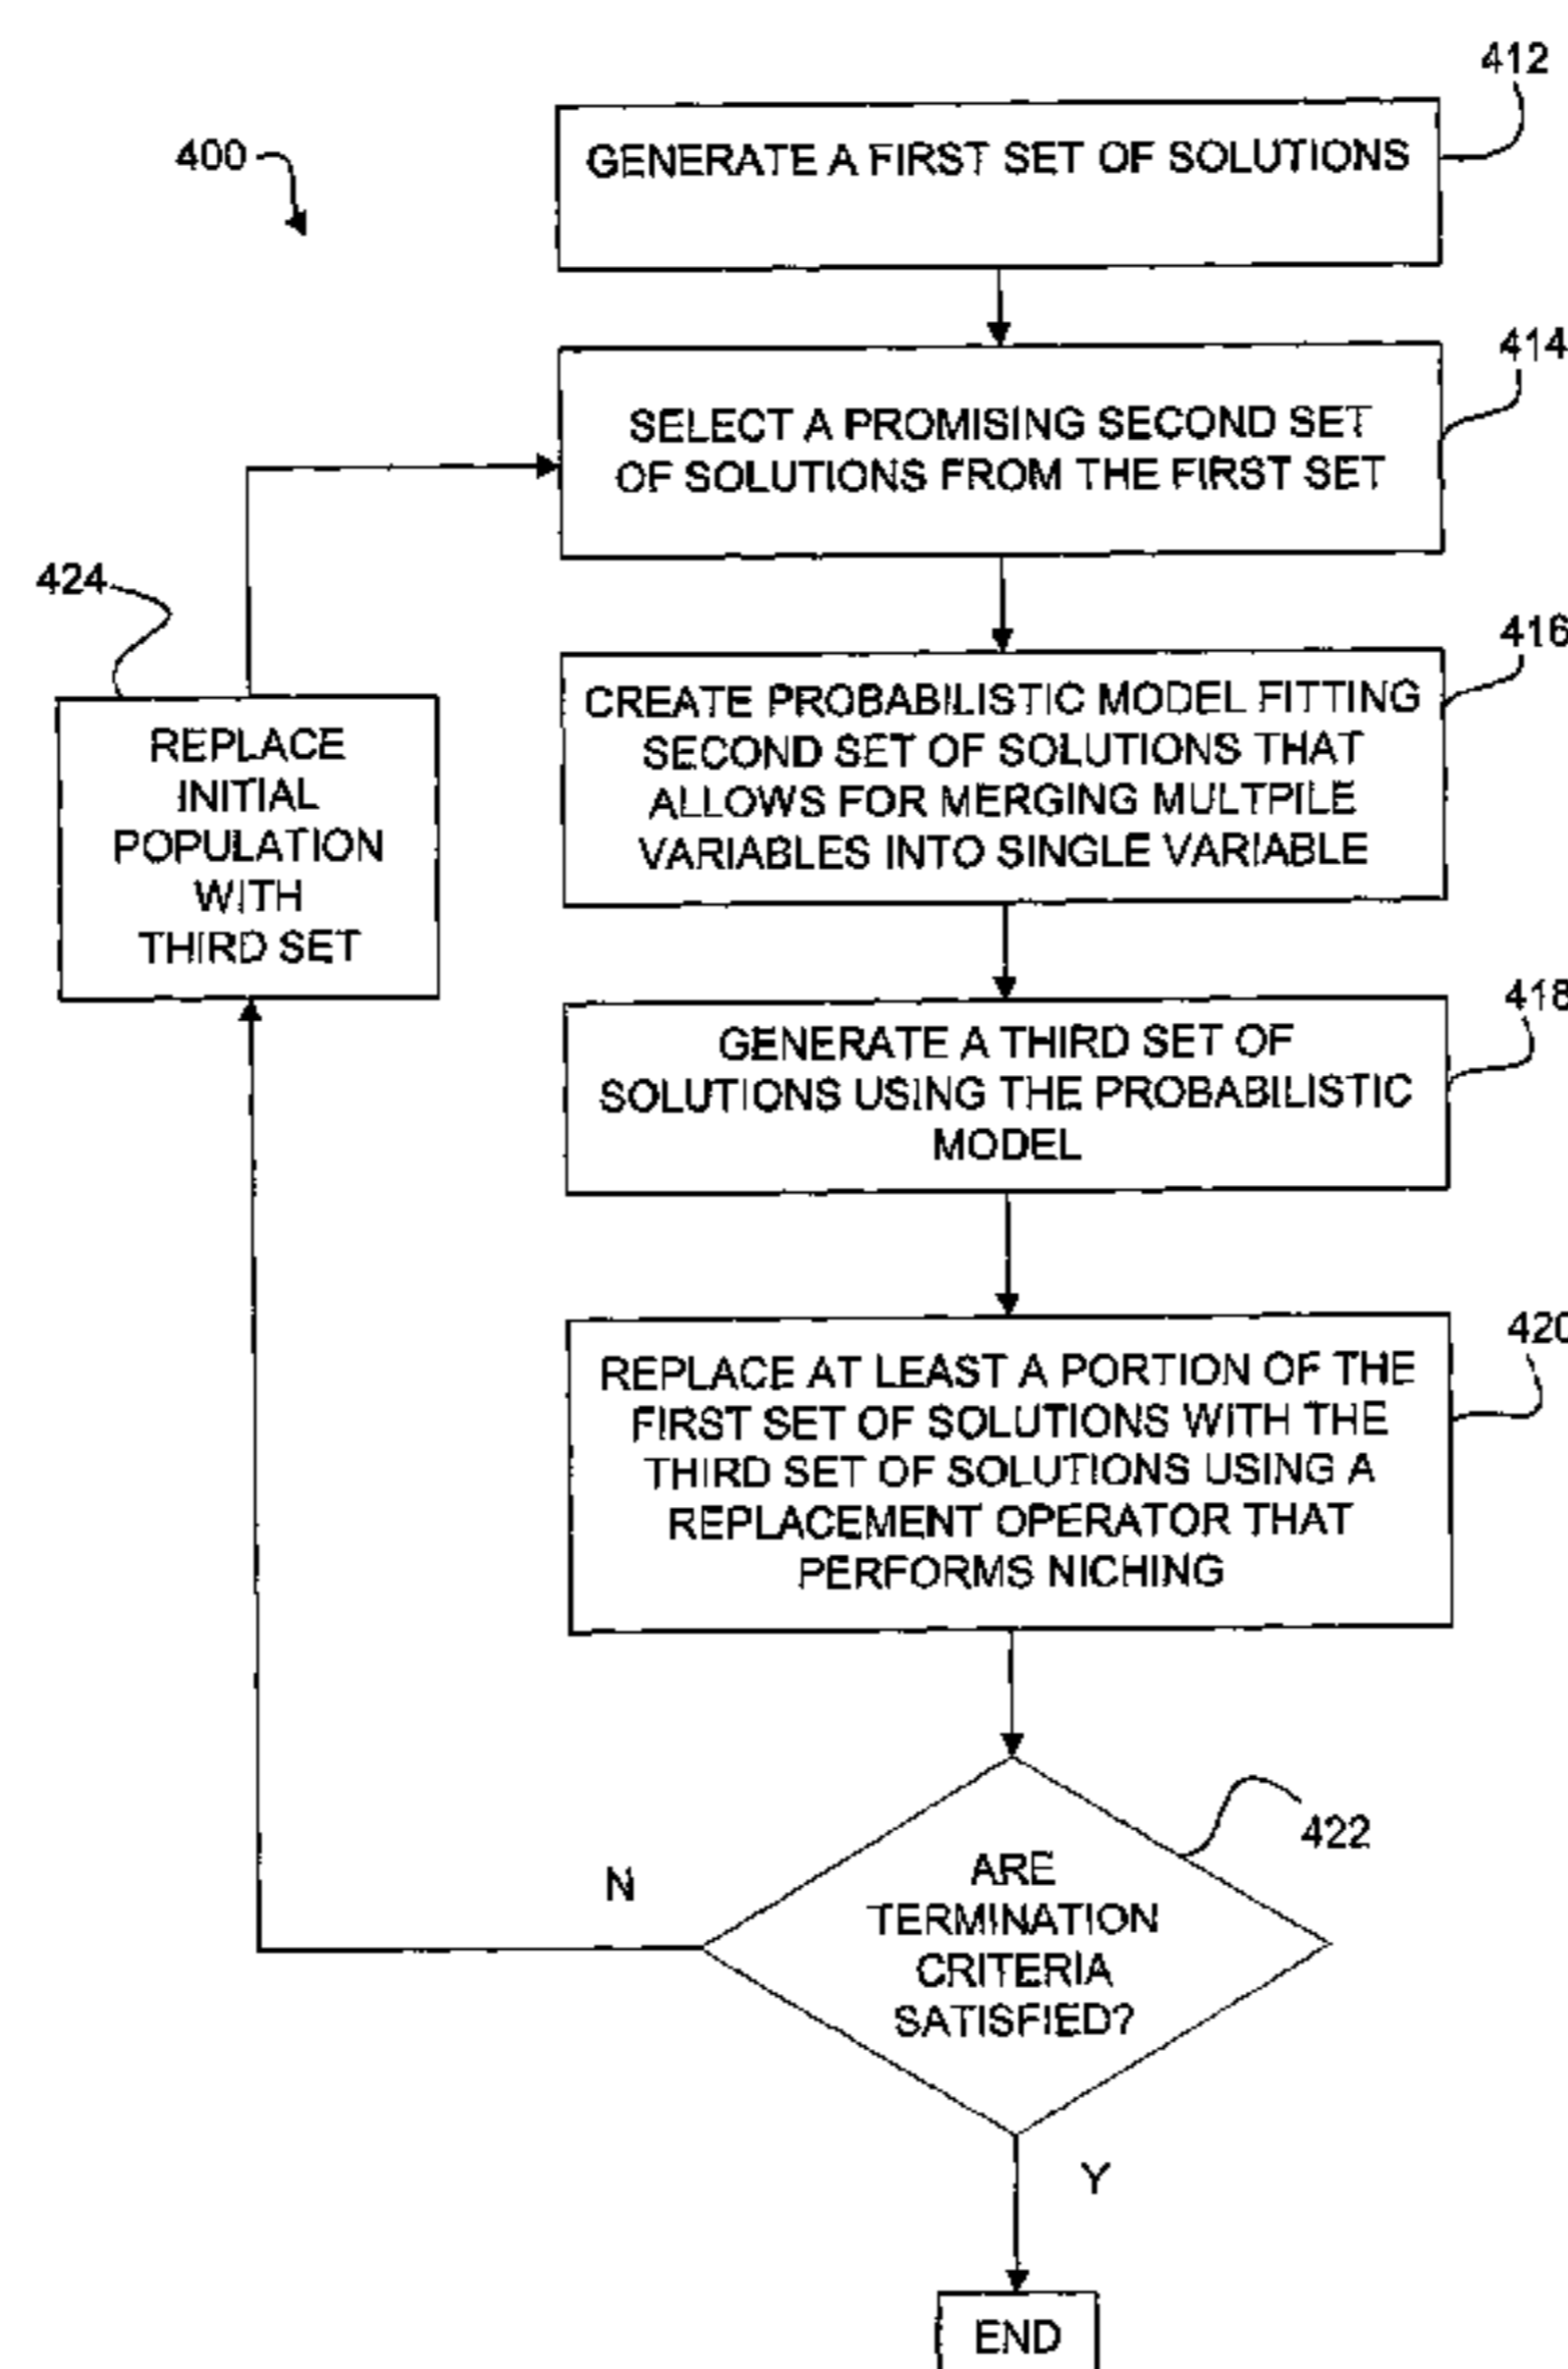 412
400
GENERATE A FIRST SET OF SOLUTIONS
414
SELECT A PROMISING SECOND SET
OF SOLUTIONS FROM THE FIRST SET
424
416
REPLACE
INITIAL
POPULATION
WITH
THIRD SET
CREATE PROBABILISTIC MODEL FITTING
SECOND SET OF SOLUTIONS THAT
ALLOWS FOR MERGING MULTPILE
VARIABLES INTO SINGLE VARIABLE
418
GENERATE A THIRD SET OF
SOLUTIONS USING THE PROBABILISTIC
MODEL
420
REPLACE AT LEAST A PORTION OF THE
FIRST SET OF SOLUTIONS WITH THE
THIRD SET OF SOLUTIONS USING A
REPLACEMENT OPERATOR THAT
PERFORMS NICHING
422
N
ARE
TERMINATION
CRITERIA
SATISFIED?
Y
END